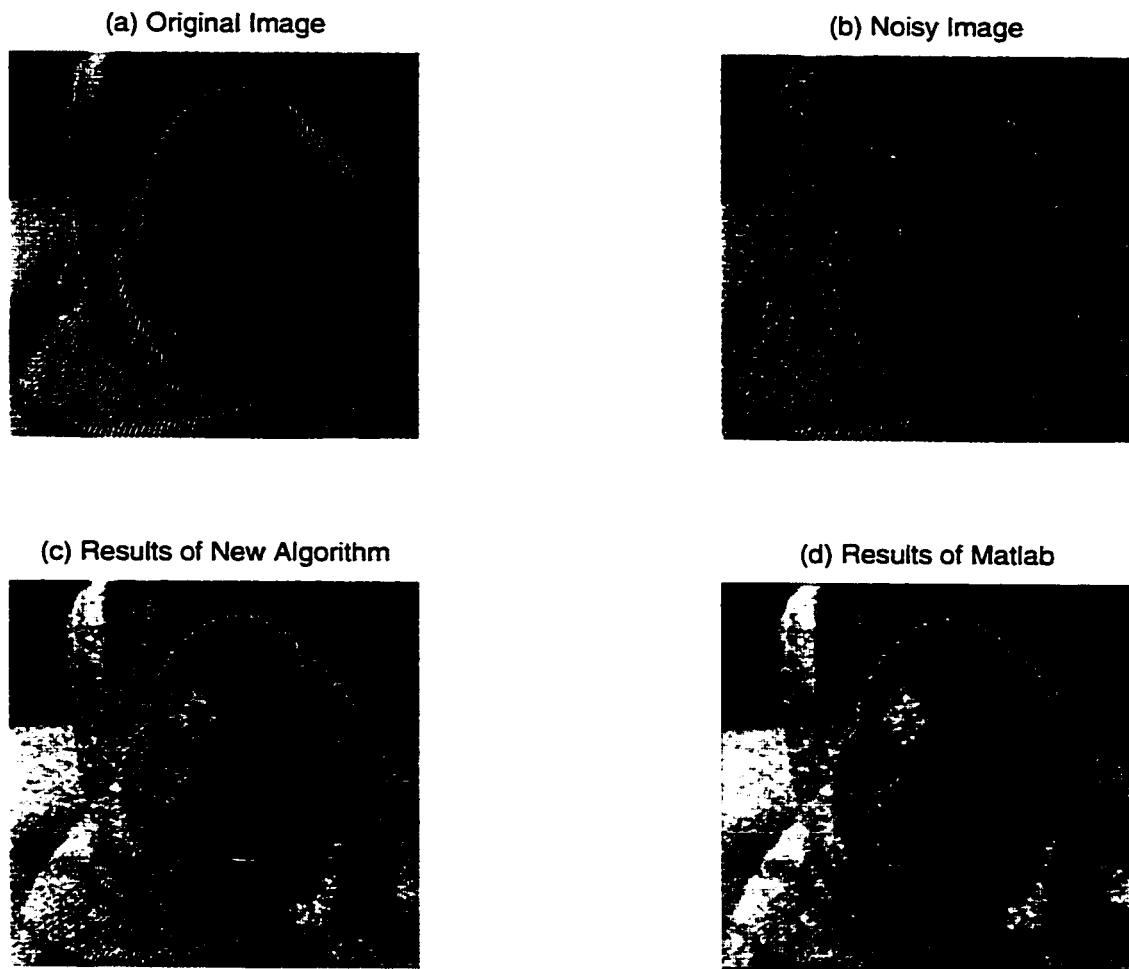 (a) Original Image
(b) Noisy Image
(c) Results of New Algorithm
(d) Results of Matlab